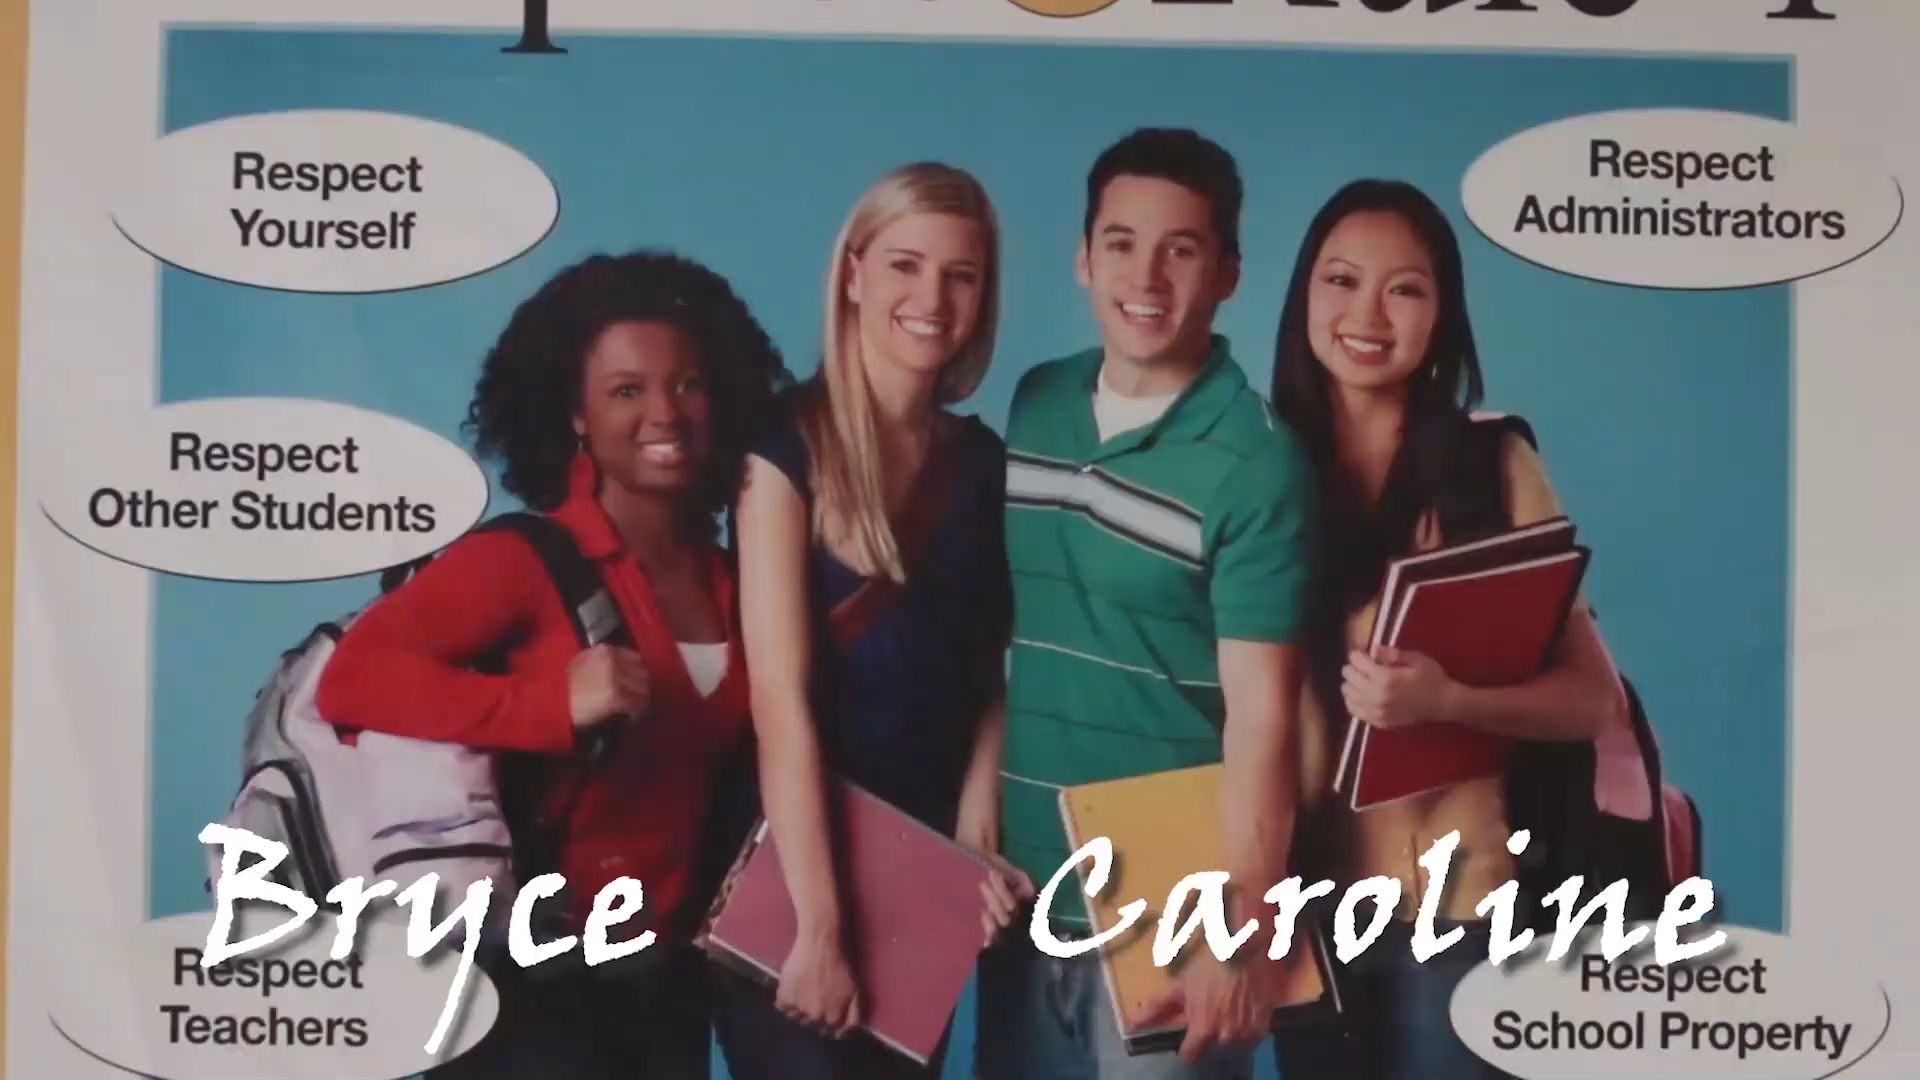 Respect
Yourself
Respect
Administrators
Respect
Other Students
Bryce Caroline
Respect
Teachers
Respect
School Property